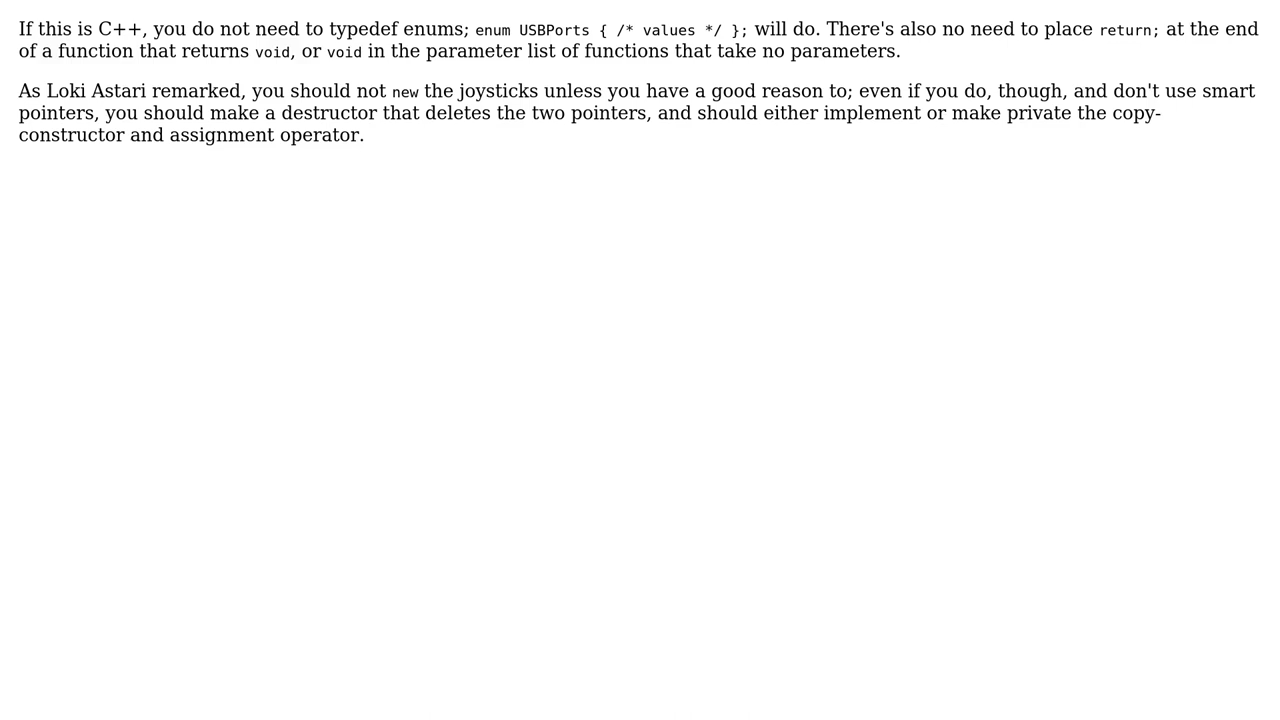 If this is C++, you do not need to typedef enums; enum USBPorts { /* values */ }; will do. There's also no need to place return; at the end
of a function that returns void, or void in the parameter list of functions that take no parameters.
As Loki Astari remarked, you should not new the joysticks unless you have a good reason to; even if you do, though, and don't use smart
pointers, you should make a destructor that deletes the two pointers, and should either implement or make private the copy-
constructor and assignment operator.